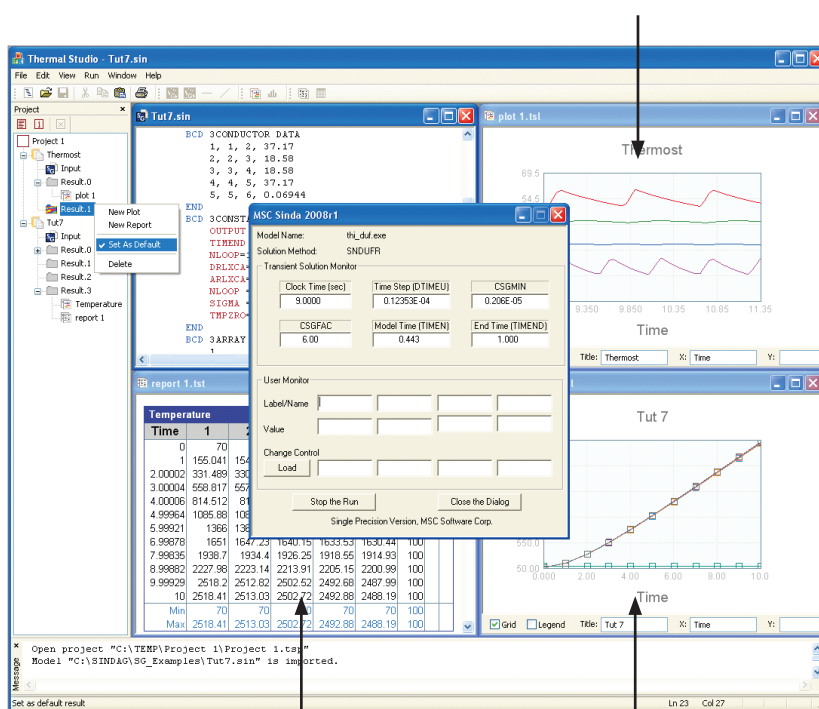 Thermal Studio - Tut7.sin
File Edit View Run Window Help
Project
Project 1
Thermost
Input
Result.0
plot 1
Result.1
Tut7
Input
Result.0
Result.1
Result.2
Result.3
Temperature
report 1
New Plot
New Report
Set As Default
Delete
Tut7.sin
BCD 3CONDUCTOR DATA
1, 1, 2, 37.17
2, 2, 3, 18.58
3, 3, 4, 18.58
4, 4, 5, 37.17
5, 5, 6, 0.06944
END
BCD 3CONSTA
OUTPUT
TIMEND
NLOOP=
DRLXCA=
ARLXCA=
NLOOP =
SIGMA =
TMPZRO=
END
BCD 3ARRAY
1
plot 1.tsl
Thermost
69.5
54.5
9.350 9.850 10.35 10.85 11.35
Time
Title: Thermost X: Time Y:
MSC Sinda 2008r1
Model Name: thi_duf.exe
Solution Method: SNDUFR
Transient Solution Monitor
Clock Time (sec) Time Step (DTIMEU) CSGMIN
9.0000 0.12353E-04 0.206E-05
CSGFAC Model Time (TIMEN) End Time (TIMEND)
6.00 0.443 1.000
User Monitor
Label/Name
Value
Change Control
Load
Stop the Run Close the Dialog
Single Precision Version, MSC Software Corp.
report 1.tst
Temperature
Time 1
0 70
1 155.041 154
2.00002 331.489 330
3.00004 558.817 557
4.00006 814.512 81
4.99964 1085.88 108
5.99921 1366 136
6.99878 1651 1647.23 1640.15 1633.53 1630.44 100
7.99835 1938.7 1934.4 1926.25 1918.55 1914.93 100
8.99882 2227.98 2223.14 2213.91 2205.15 2200.99 100
9.99929 2518.2 2512.82 2502.52 2492.68 2487.99 100
10 2518.41 2513.03 2502.72 2492.88 2488.19 100
Min 70 70 70 70 70 100
Max 2518.41 2513.03 2502.72 2492.88 2488.19 100
Tut 7
550.0
50.00
0.000 2.00 4.00 6.00 8.00 10.0
Time
Grid Legend Title: Tut 7 X: Time Y:
Message
Open project "C:\TEMP\Project 1\Project 1.tsp"
Model "C:\SINDAG\SG_Examples\Tut7.sin" is imported.
Set as default result
Ln 23 Col 27